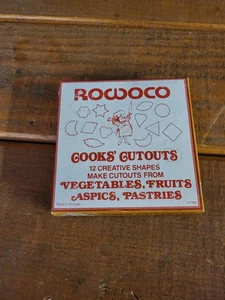 ROWOCO
COOKS' CUTOUTS
12 CREATIVE SHAPES
MAKE CUTOUTS FROM
VEGETABLES, FRUITS
ASPICS, PASTRIES